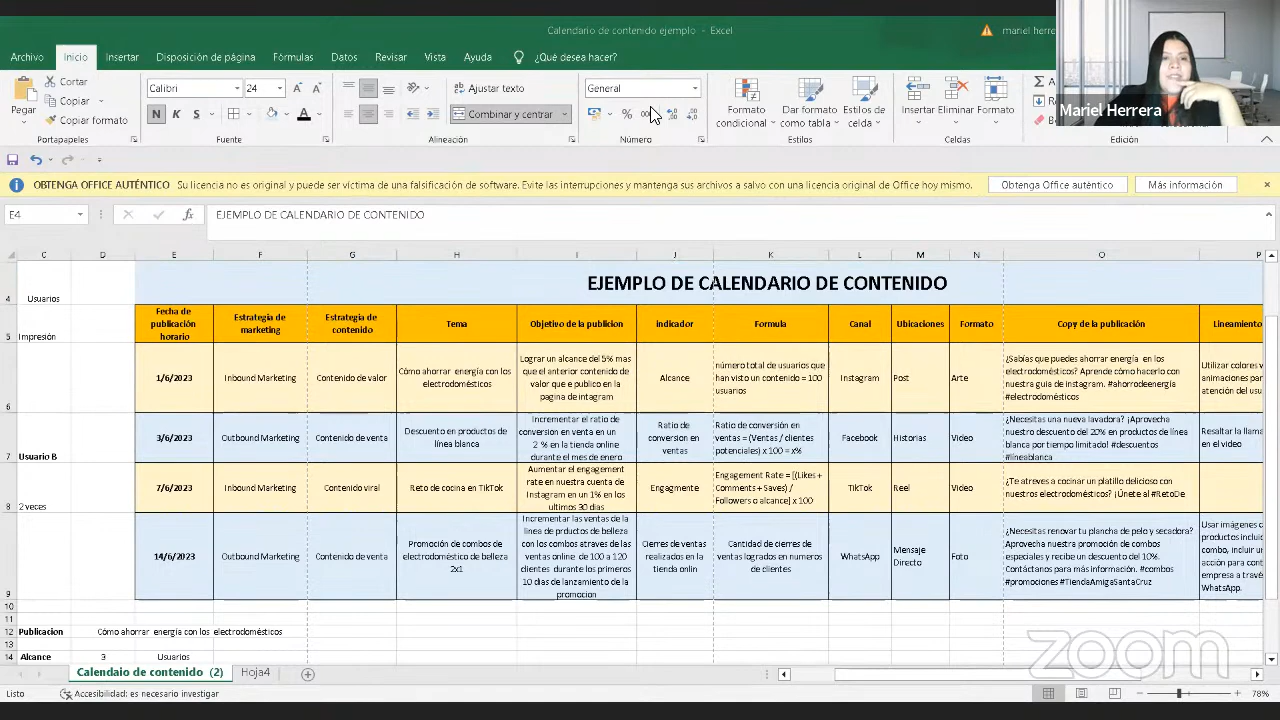 Calendario de contenido ejemplo - Excel
mariel herre
Archivo Inicio Insertar Disposición de página Fórmulas Datos Revisar Vista Ayuda ¿Qué desea hacer?
Mariel Herrera
Pegar
Cortar
Copiar
Copiar formato
Portapapeles
Calibri 24
N K S
Fuente
Ajustar texto
Combinar y centrar
Alineación
General
Número
Formato condicional
Dar formato como tabla
Estilos de celda
Estilos
Insertar Eliminar Formato
Celdas
Edición
OBTENGA OFFICE AUTÉNTICO Su licencia no es original y puede ser víctima de una falsificación de software. Evite las interrupciones y mantenga sus archivos a salvo con una licencia original de Office hoy mismo. Obtenga Office auténtico Más información
E4 EJEMPLO DE CALENDARIO DE CONTENIDO
C D E F G H I J K L M N O P
4 Usuarios EJEMPLO DE CALENDARIO DE CONTENIDO
5 Impresión
Fecha de publicación horario
Estrategia de marketing
Estrategia de contenido
Tema
Objetivo de la publicion
Indicador
Formula
Canal
Ubicaciones
Formato
Copy de la publicación
Lineamiento
6
1/6/2023
Inbound Marketing
Contenido de valor
Cómo ahorrar energía con los electrodomésticos
Lograr un alcance del 5% mas que el anterior contenido de valor que e publico en la pagina de intagram
Alcance
número total de usuarios que han visto un contenido = 100 usuarios
Instagram
Post
Arte
¿Sabías que puedes ahorrar energía en los electrodomésticos? Aprende cómo hacerlo con nuestra guia de instagram. #ahorrodeenergía #electrodomésticos
Utilizar colores v
animaciones para
atención del usu
7 Usuario B
3/6/2023
Outbound Marketing
Contenido de venta
Descuento en productos de línea blanca
Incrementar el ratio de conversion en venta en un 2 % en la tienda online durante el mes de enero
Ratio de conversion en ventas
Ratio de conversión en ventas = (Ventas / clientes potenciales) x 100 = x%
Facebook
Historias
Video
¿Necesitas una nueva lavadora? ¡Aprovecha nuestro descuento del 20% en productos de línea blanca por tiempo limitado! #descuentos #líneablanca
Resaltar la llama
en el video
8 2 veces
7/6/2023
Inbound Marketing
Contenido viral
Reto de cocina en TikTok
Aumentar el engagement rate en nuestra cuenta de Instagram en un 1% en los ultimos 30 dias
Engagmente
Engagement Rate = [(Likes + Comments + Saves) / Followers o alcance] x 100
TikTok
Reel
Video
¿Te atreves a cocinar un platillo delicioso con nuestros electrodomésticos? ¡Únete al #RetoDe
9
14/6/2023
Outbound Marketing
Contenido de venta
Promoción de combos de electrodoméstico de belleza 2x1
Incrementar las ventas de la linea de prductos de belleza con los combos atraves de las ventas online de 100 a 120 clientes durante los primeros 10 dias de lanzamiento de la promocion
Cierres de ventas realizados en la tienda onlin
Cantidad de cierres de ventas logrados en numeros de clientes
WhatsApp
Mensaje Directo
Foto
¿Necesitas renovar tu plancha de pelo y secadora? Aprovecha nuestra promoción de combos especiales y recibe un descuento del 10%. Contáctanos para más información. #combos #promociones #TiendaAmigaSantaCruz
Usar imágenes d
productos inclui
combo, incluir un
acción para cont
empresa a travé
WhatsApp.
10
11
12 Publicacion Cómo ahorrar energía con los electrodomésticos
13
14 Alcance 3 Usuarios
zoom
Calendaio de contenido (2) Hoja4
Listo Accesibilidad: es necesario investigar 78%